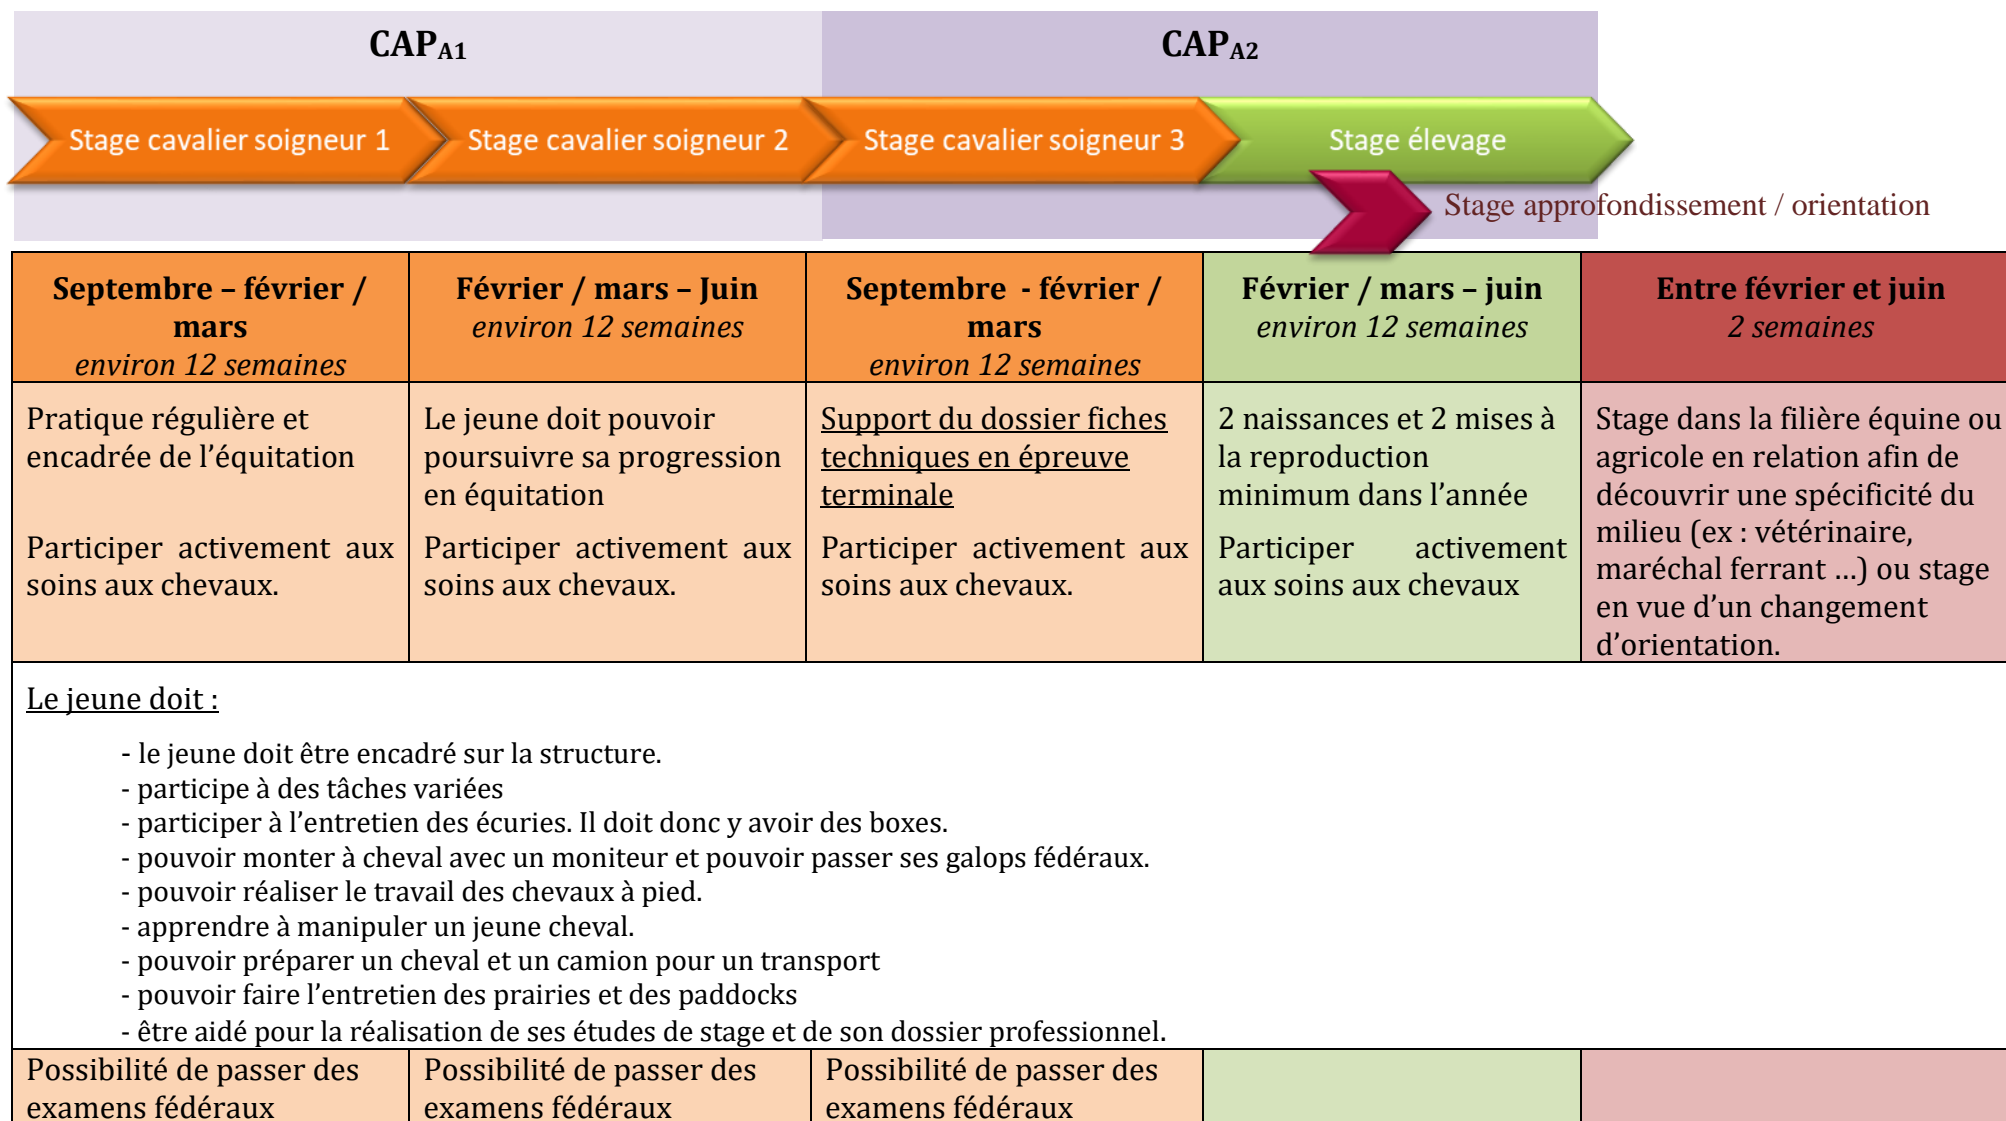 CAPA1
CAPA2
Stage cavalier soigneur 1
Stage cavalier soigneur 2
Stage cavalier soigneur 3
Stage élevage
Stage approfondissement / orientation
Septembre – février /
mars
environ 12 semaines
Février / mars – Juin
environ 12 semaines
Septembre - février /
mars
environ 12 semaines
Février / mars – juin
environ 12 semaines
Entre février et juin
2 semaines
Pratique régulière et
encadrée de l’équitation
Participer activement aux
soins aux chevaux.
Le jeune doit pouvoir
poursuivre sa progression
en équitation
Participer activement aux
soins aux chevaux.
Support du dossier fiches
techniques en épreuve
terminale
Participer activement aux
soins aux chevaux.
2 naissances et 2 mises à
la reproduction
minimum dans l’année
Participer activement
aux soins aux chevaux
Stage dans la filière équine ou
agricole en relation afin de
découvrir une spécificité du
milieu (ex : vétérinaire,
maréchal ferrant …) ou stage
en vue d’un changement
d’orientation.
Le jeune doit :
- le jeune doit être encadré sur la structure.
- participe à des tâches variées
- participer à l’entretien des écuries. Il doit donc y avoir des boxes.
- pouvoir monter à cheval avec un moniteur et pouvoir passer ses galops fédéraux.
- pouvoir réaliser le travail des chevaux à pied.
- apprendre à manipuler un jeune cheval.
- pouvoir préparer un cheval et un camion pour un transport
- pouvoir faire l’entretien des prairies et des paddocks
- être aidé pour la réalisation de ses études de stage et de son dossier professionnel.
Possibilité de passer des
examens fédéraux
Possibilité de passer des
examens fédéraux
Possibilité de passer des
examens fédéraux